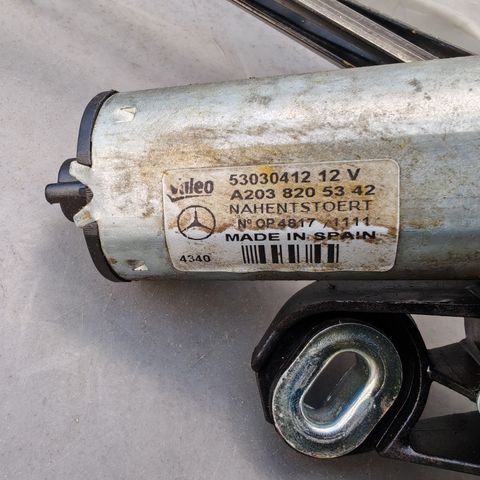 Valeo
53030412 12 V
A203 820 53 42
NAHENTSTOERT
Nº OP 4817 /1111
MADE IN SPAIN
4340